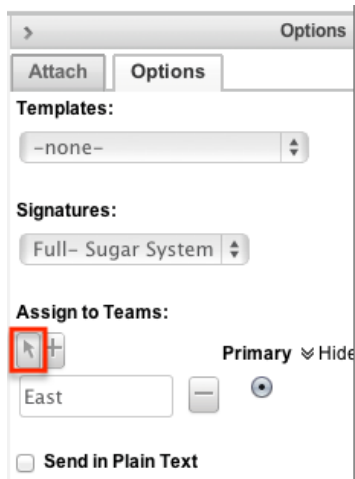 Options
Attach Options
Templates:
-none-
Signatures:
Full- Sugar System
Assign to Teams:
Primary Hide
East
Send in Plain Text